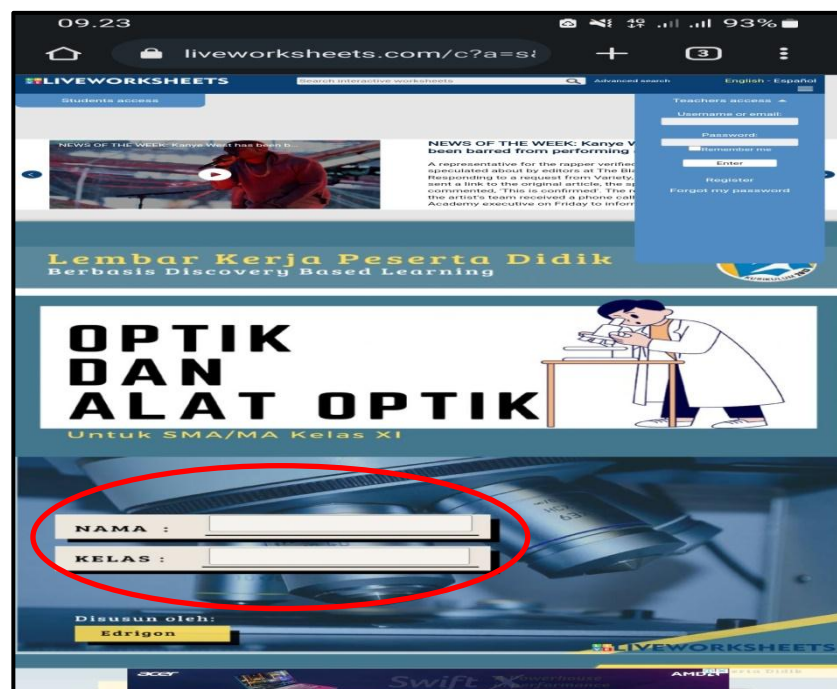 09.23
4G
93%
liveworksheets.com/c?a=s
3
LIVEWORKSHEETS
Search interactive worksheets
Advanced search
English - Español
Students access
Teachers access
Username or email:
Password:
Remember me
Enter
Register
Forgot my password
NEWS OF THE WEEK: Kanye West has been b...
NEWS OF THE WEEK: Kanye W
been barred from performing
A representative for the rapper verified
speculated about by editors at The Bla
Responding to a request from Variety,
sent a link to the original article, the s
commented, 'This is confirmed'. The r
the artist's team received a phone call
Academy executive on Friday to inform
Lembar Kerja Peserta Didik
Berbasis Discovery Based Learning
OPTIK
DAN
ALAT OPTIK
Untuk SMA/MA Kelas XI
NAMA :
KELAS :
Disusun oleh:
Edrigon
LIVEWORKSHEETS
acer
Swift X
Powerhouse
Performance
AMD